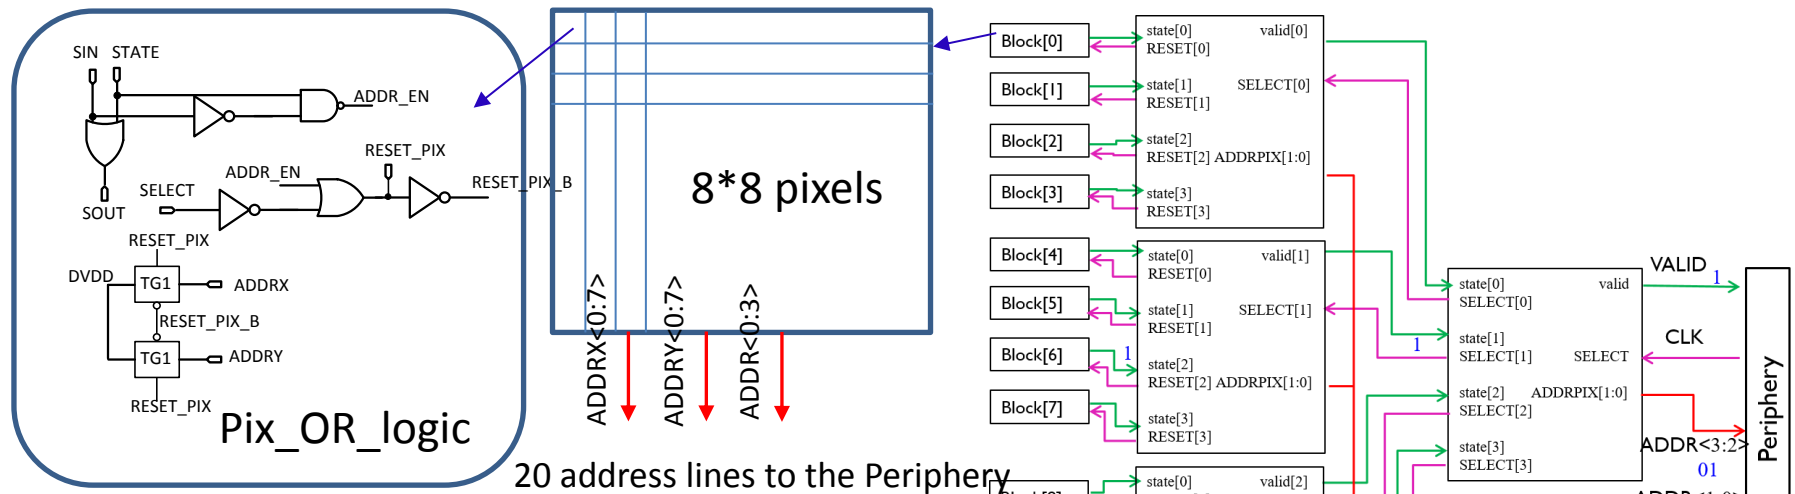 SIN STATE
ADDR_EN
RESET_PIX
ADDR_EN
SELECT
RESET_PIX_B
SOUT
RESET_PIX
DVDD
TG1
ADDRX
RESET_PIX_B
TG1
ADDRY
RESET_PIX
Pix_OR_logic
8*8 pixels
ADDRX<0:7>
ADDRY<0:7>
ADDR<0:3>
20 address lines to the Periphery
Block[0]
Block[1]
Block[2]
Block[3]
state[0] valid[0]
RESET[0]
state[1] SELECT[0]
RESET[1]
state[2]
RESET[2] ADDRPIX[1:0]
state[3]
RESET[3]
Block[4]
Block[5]
Block[6]
Block[7]
1
state[0] valid[1]
RESET[0]
state[1] SELECT[1]
RESET[1]
state[2]
RESET[2] ADDRPIX[1:0]
state[3]
RESET[3]
state[0] valid[2]
1
state[0] valid
SELECT[0]
state[1]
SELECT[1] SELECT
state[2] ADDRPIX[1:0]
SELECT[2]
state[3]
SELECT[3]
VALID
1
CLK
ADDR<3:2>
01
Periphery